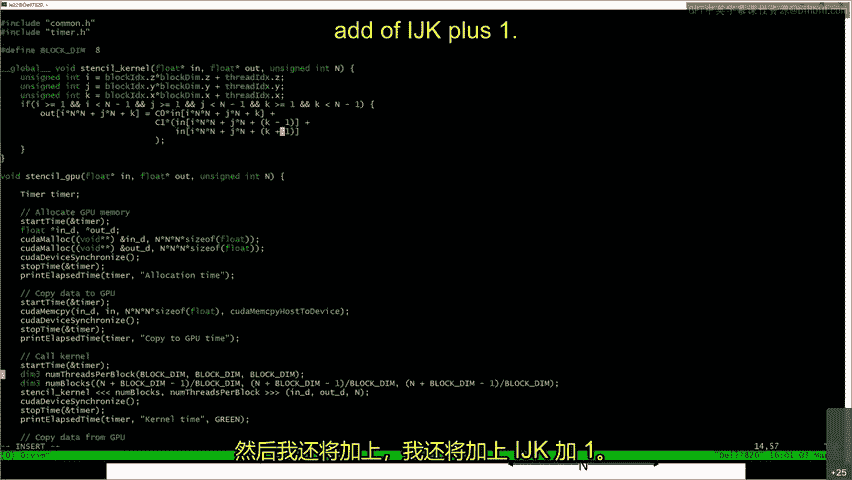 add of IJK plus 1.
#include "common.h"
#include "timer.h"
#define BLOCK_DIM 8
__global__ void stencil_kernel(float* in, float* out, unsigned int N) {
unsigned int i = blockIdx.z*blockDim.z + threadIdx.z;
unsigned int j = blockIdx.y*blockDim.y + threadIdx.y;
unsigned int k = blockIdx.x*blockDim.x + threadIdx.x;
if(i >= 1 && i < N - 1 && j >= 1 && j < N - 1 && k >= 1 && k < N - 1) {
out[i*N*N + j*N + k] = C0*in[i*N*N + j*N + k] +
C1*(in[i*N*N + j*N + (k - 1)] +
in[i*N*N + j*N + (k + 1)]
);
}
}
void stencil_gpu(float* in, float* out, unsigned int N) {
Timer timer;
// Allocate GPU memory
startTime(&timer);
float *in_d, *out_d;
cudaMalloc((void**) &in_d, N*N*N*sizeof(float));
cudaMalloc((void**) &out_d, N*N*N*sizeof(float));
cudaDeviceSynchronize();
stopTime(&timer);
printElapsedTime(timer, "Allocation time");
// Copy data to GPU
startTime(&timer);
cudaMemcpy(in_d, in, N*N*N*sizeof(float), cudaMemcpyHostToDevice);
cudaDeviceSynchronize();
stopTime(&timer);
printElapsedTime(timer, "Copy to GPU time");
// Call kernel
startTime(&timer);
dim3 numThreadsPerBlock(BLOCK_DIM, BLOCK_DIM, BLOCK_DIM);
dim3 numBlocks((N + BLOCK_DIM - 1)/BLOCK_DIM, (N + BLOCK_DIM - 1)/BLOCK_DIM, (N + BLOCK_DIM - 1)/BLOCK_DIM);
stencil_kernel <<< numBlocks, numThreadsPerBlock >>> (in_d, out_d, N);
cudaDeviceSynchronize();
stopTime(&timer);
printElapsedTime(timer, "Kernel time", GREEN);
// Copy data from GPU
-- INSERT -- 14,57
然后我还将加上，我还将加上 IJK 加 1。
N
+25